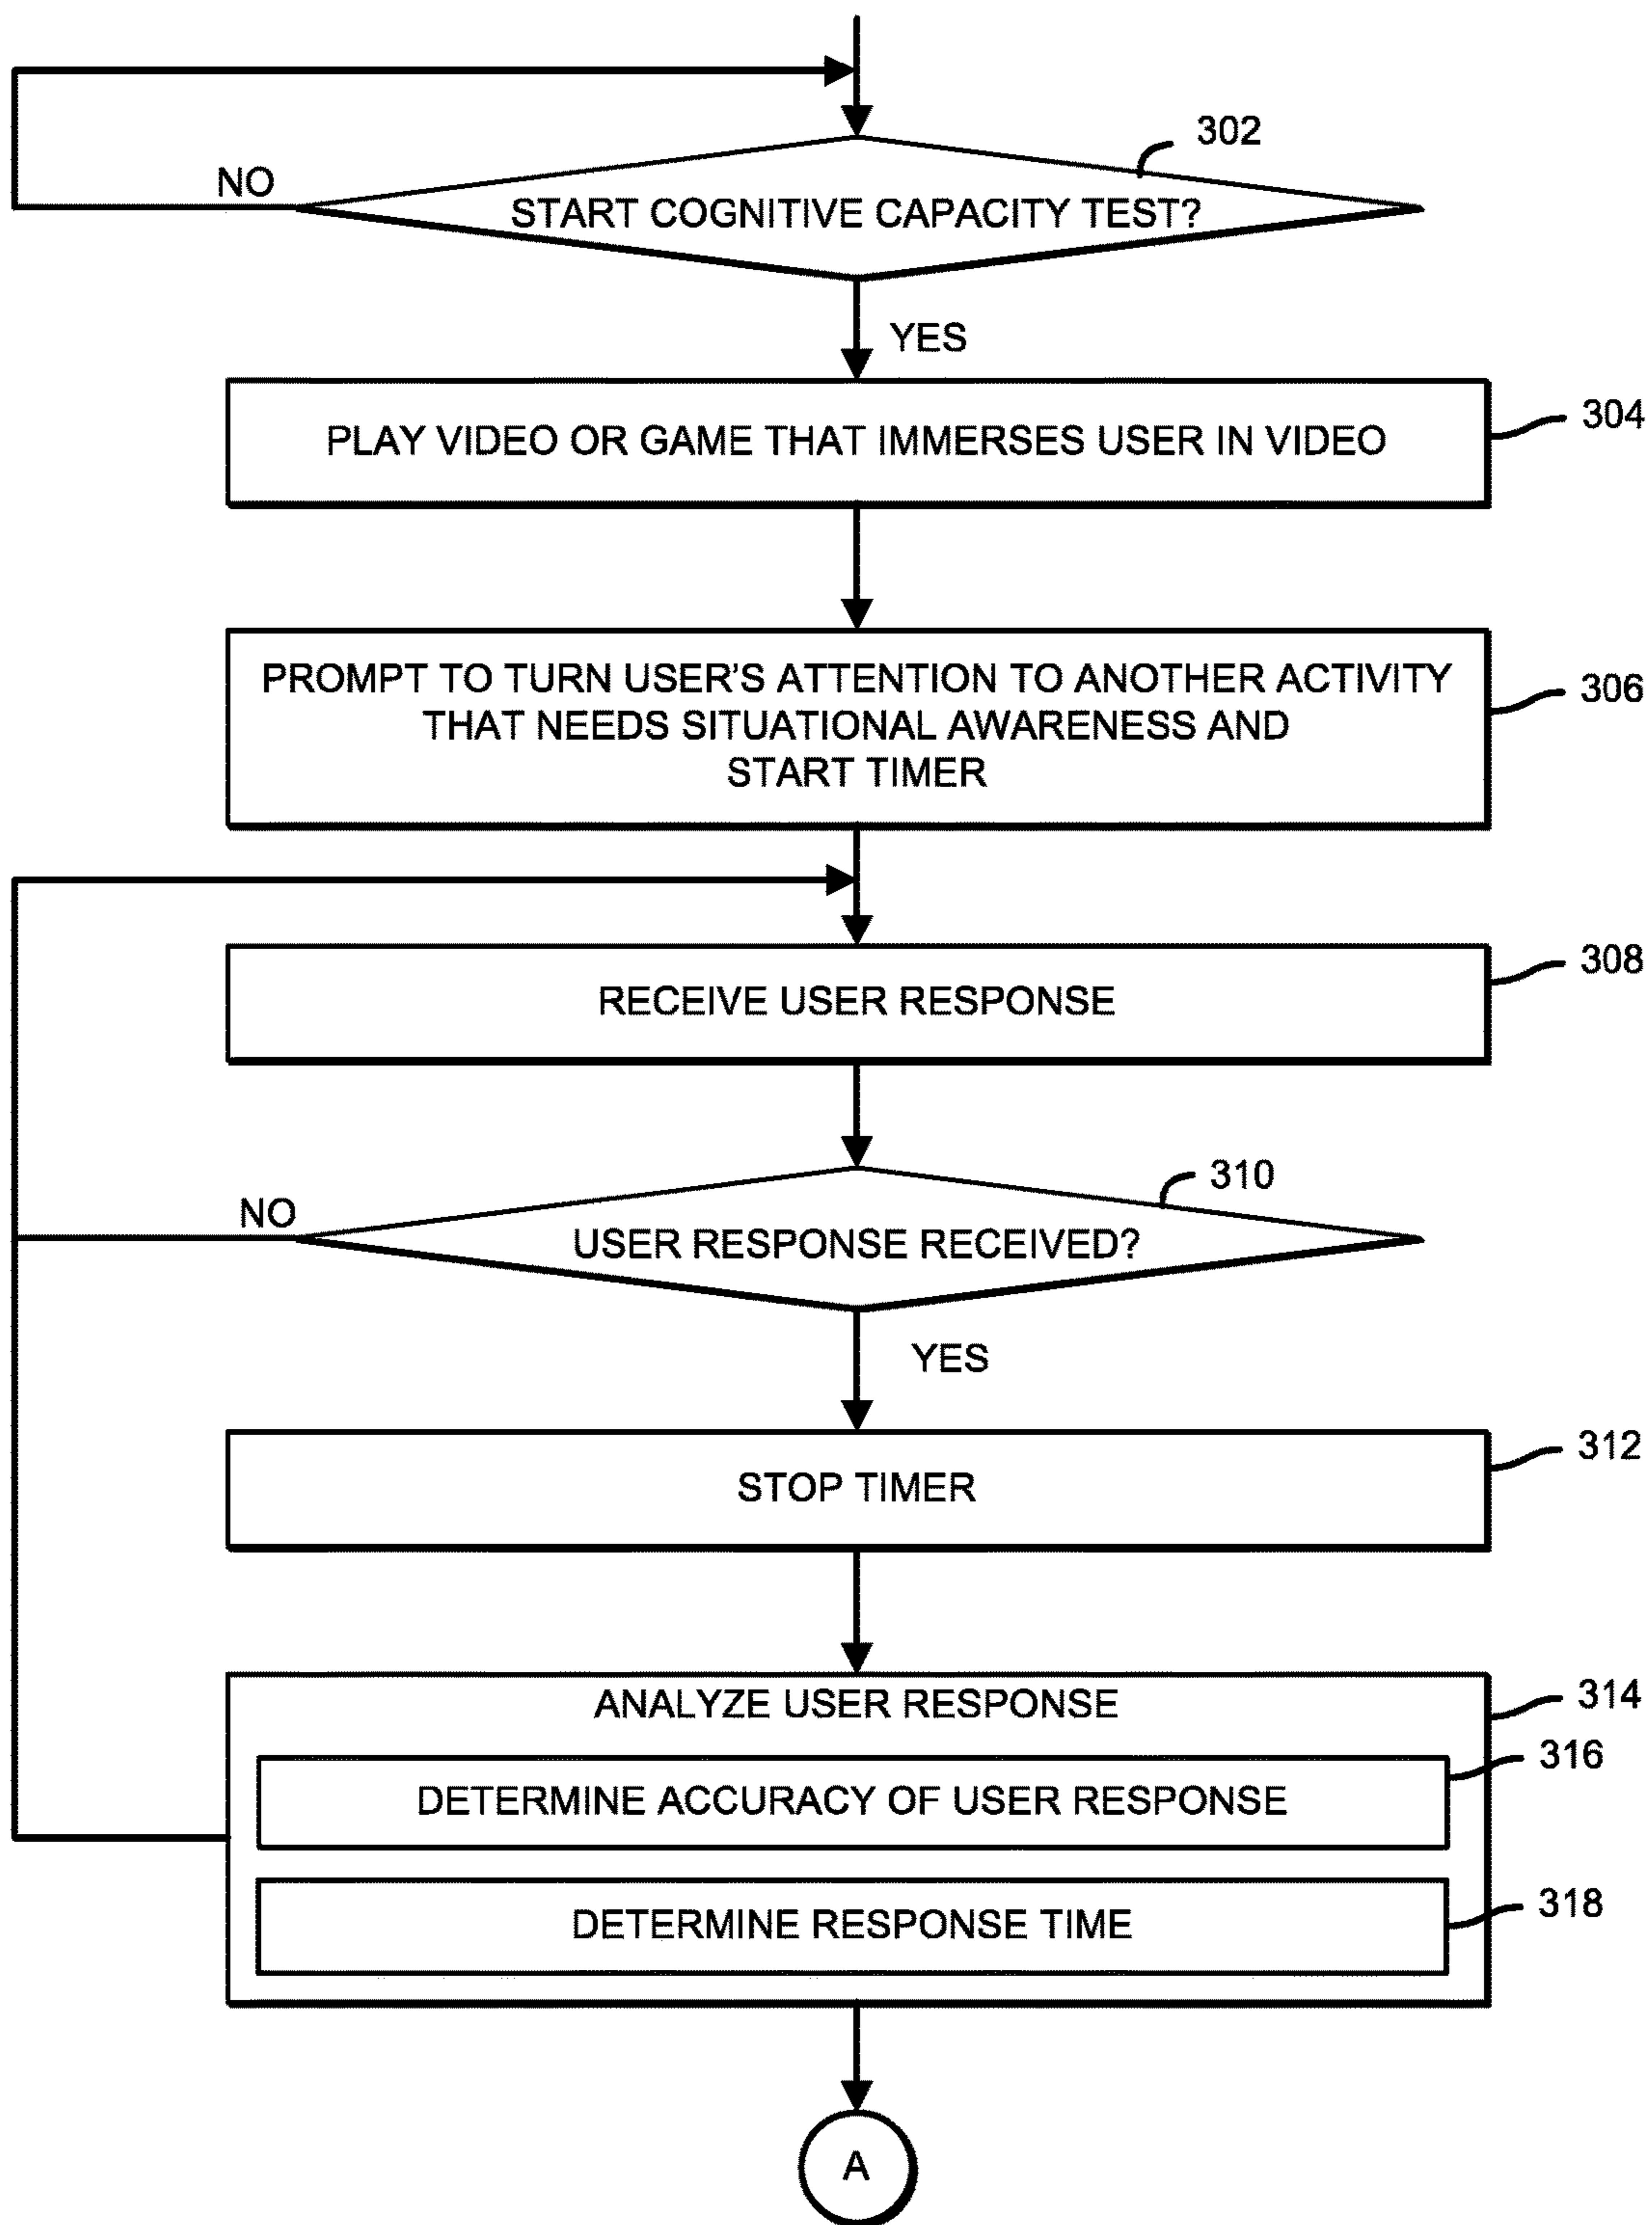 302
NO
START COGNITIVE CAPACITY TEST?
YES
304
PLAY VIDEO OR GAME THAT IMMERSES USER IN VIDEO
PROMPT TO TURN USER'S ATTENTION TO ANOTHER ACTIVITY
306
THAT NEEDS SITUATIONAL AWARENESS AND
START TIMER
308
RECEIVE USER RESPONSE
310
NO
USER RESPONSE RECEIVED?
YES
312
STOP TIMER
314
ANALYZE USER RESPONSE
316
DETERMINE ACCURACY OF USER RESPONSE
318
DETERMINE RESPONSE TIME
A